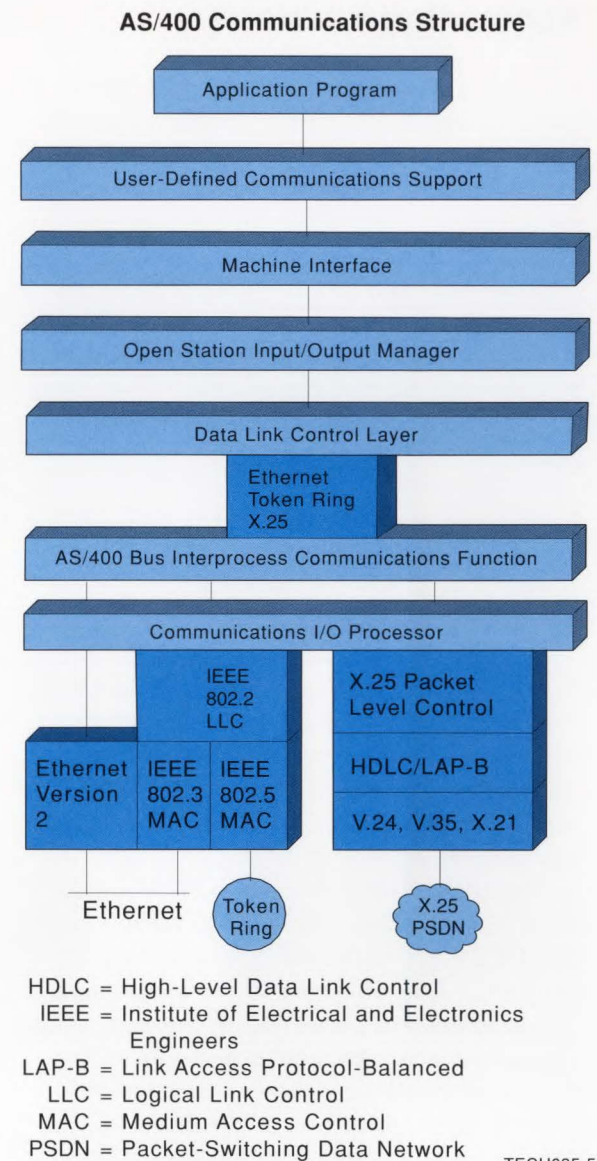 AS/400 Communications Structure
Application Program
User-Defined Communications Support
Machine Interface
Open Station Input/Output Manager
Data Link Control Layer
Ethernet
Token Ring
X.25
AS/400 Bus Interprocess Communications Function
Communications I/O Processor
IEEE
802.2
LLC
Ethernet
Version
2
IEEE
802.3
MAC
IEEE
802.5
MAC
X.25 Packet
Level Control
HDLC/LAP-B
V.24, V.35, X.21
Ethernet
Token
Ring
X.25
PSDN
HDLC = High-Level Data Link Control
IEEE = Institute of Electrical and Electronics
Engineers
LAP-B = Link Access Protocol-Balanced
LLC = Logical Link Control
MAC = Medium Access Control
PSDN = Packet-Switching Data Network